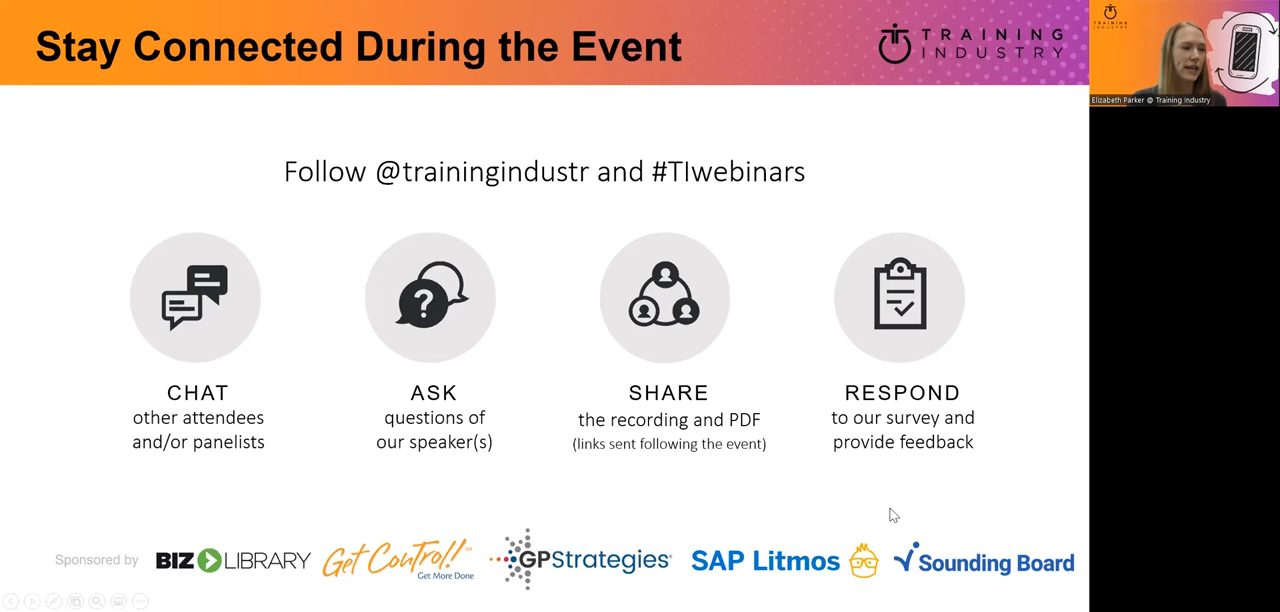 Stay Connected During the Event
TRAINING
INDUSTRY
TRAINING
INDUSTRY
Elizabeth Parker @ Training Industry
Follow @trainingindustr and #TIwebinars
CHAT
other attendees
and/or panelists
ASK
questions of
our speaker(s)
SHARE
the recording and PDF
(links sent following the event)
RESPOND
to our survey and
provide feedback
Sponsored by
BIZ LIBRARY
Get Control!™
Get More Done
GPStrategies®
SAP Litmos
Sounding Board